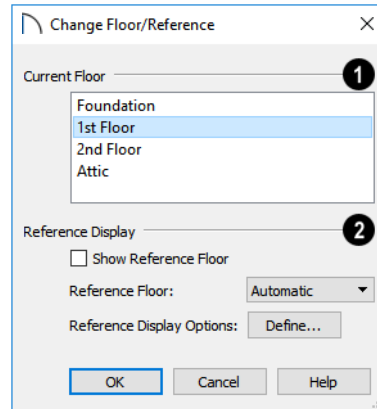 Change Floor/Reference
Current Floor 1
Foundation
1st Floor
2nd Floor
Attic
Reference Display 2
Show Reference Floor
Reference Floor: Automatic
Reference Display Options: Define...
OK Cancel Help